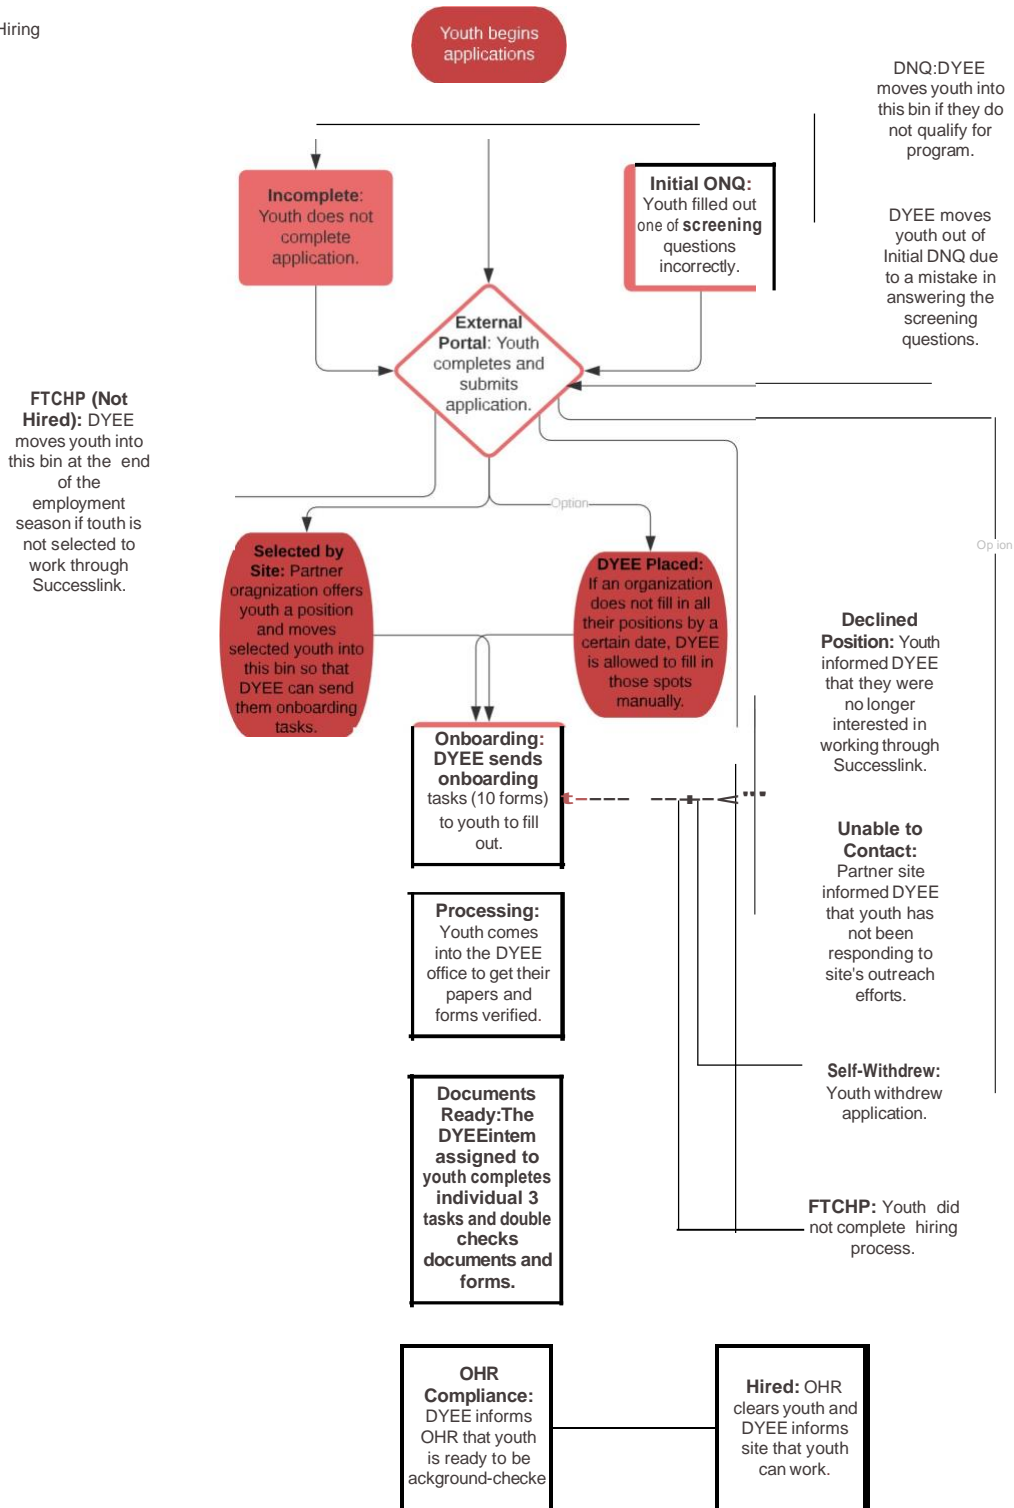 Hiring
Youth begins
applications
DNQ:DYEE
moves youth into
this bin if they do
not qualify for
program.
Incomplete:
Youth does not
complete
application.
Initial ONQ:
Youth filled out
one of screening
questions
incorrectly.
DYEE moves
youth out of
Initial DNQ due
to a mistake in
answering the
screening
questions.
External
Portal: Youth
completes and
submits
application.
FTCHP (Not
Hired): DYEE
moves youth into
this bin at the end
of the
employment
season if touth is
not selected to
work through
Successlink.
Option
Op ion
Selected by
Site: Partner
oragnization offers
youth a position
and moves
selected youth into
this bin so that
DYEE can send
them onboarding
tasks.
DYEE Placed:
If an organization
does not fill in all
their positions by a
certain date, DYEE
is allowed to fill in
those spots
manually.
Declined
Position: Youth
informed DYEE
that they were
no longer
interested in
working through
Successlink.
Onboarding:
DYEE sends
onboarding
tasks (10 forms)
to youth to fill
out.
Unable to
Contact:
Partner site
informed DYEE
that youth has
not been
responding to
site's outreach
efforts.
Processing:
Youth comes
into the DYEE
office to get their
papers and
forms verified.
Self-Withdrew:
Youth withdrew
application.
Documents
Ready:The
DYEEintem
assigned to
youth completes
individual 3
tasks and double
checks
documents and
forms.
FTCHP: Youth did
not complete hiring
process.
OHR
Compliance:
DYEE informs
OHR that youth
is ready to be
ackground-checke
Hired: OHR
clears youth and
DYEE informs
site that youth
can work.